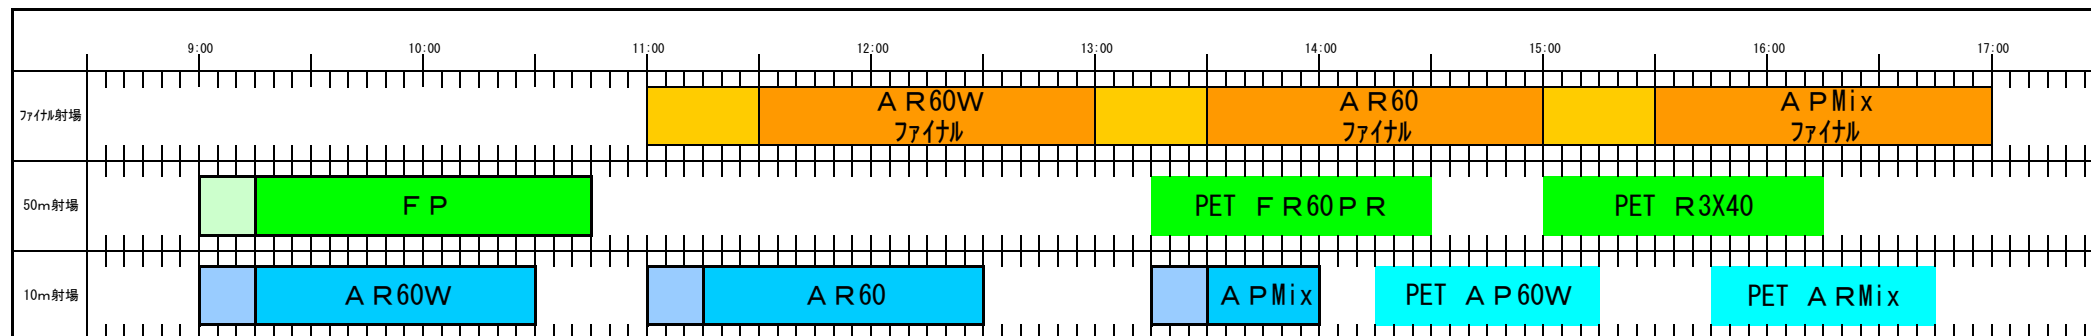 9:00 10:00 11:00 12:00 13:00 14:00 15:00 16:00 17:00
ファイナル射場 ＡＲ60Ｗ ＡＲ60 ＡＰMix
ファイナル ファイナル ファイナル
50ｍ射場 ＦＰ PET ＦＲ60ＰＲ PET R3X40
10ｍ射場 ＡＲ60Ｗ ＡＲ60 ＡＰMix PET ＡＰ60Ｗ PET ＡＲMix